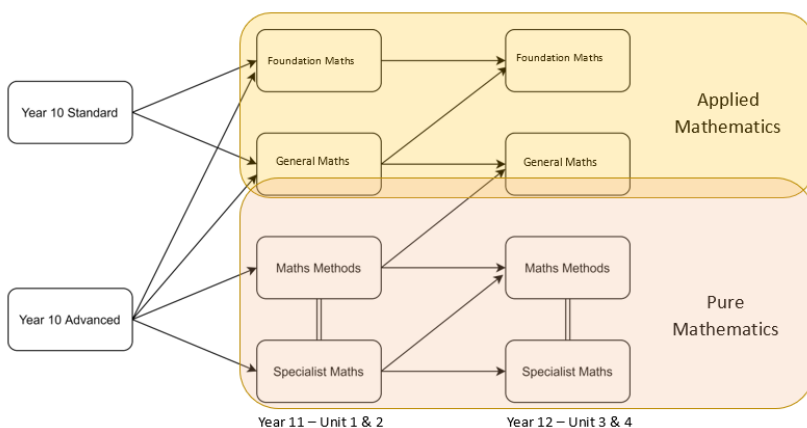 Foundation Maths
Foundation Maths
Year 10 Standard
Applied
Mathematics
General Maths
General Maths
Maths Methods
Maths Methods
Year 10 Advanced
Pure
Mathematics
Specialist Maths
Specialist Maths
Year 11 – Unit 1 & 2
Year 12 – Unit 3 & 4